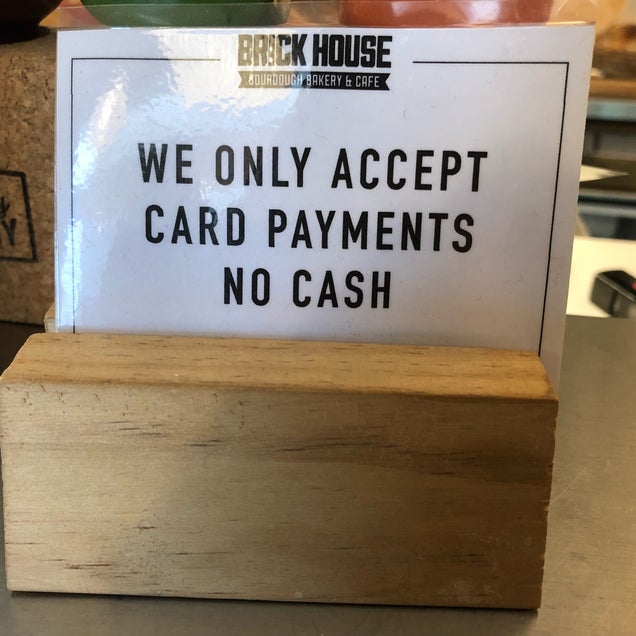 BRICK HOUSE
SOURDOUGH BAKERY & CAFE
WE ONLY ACCEPT
CARD PAYMENTS
NO CASH